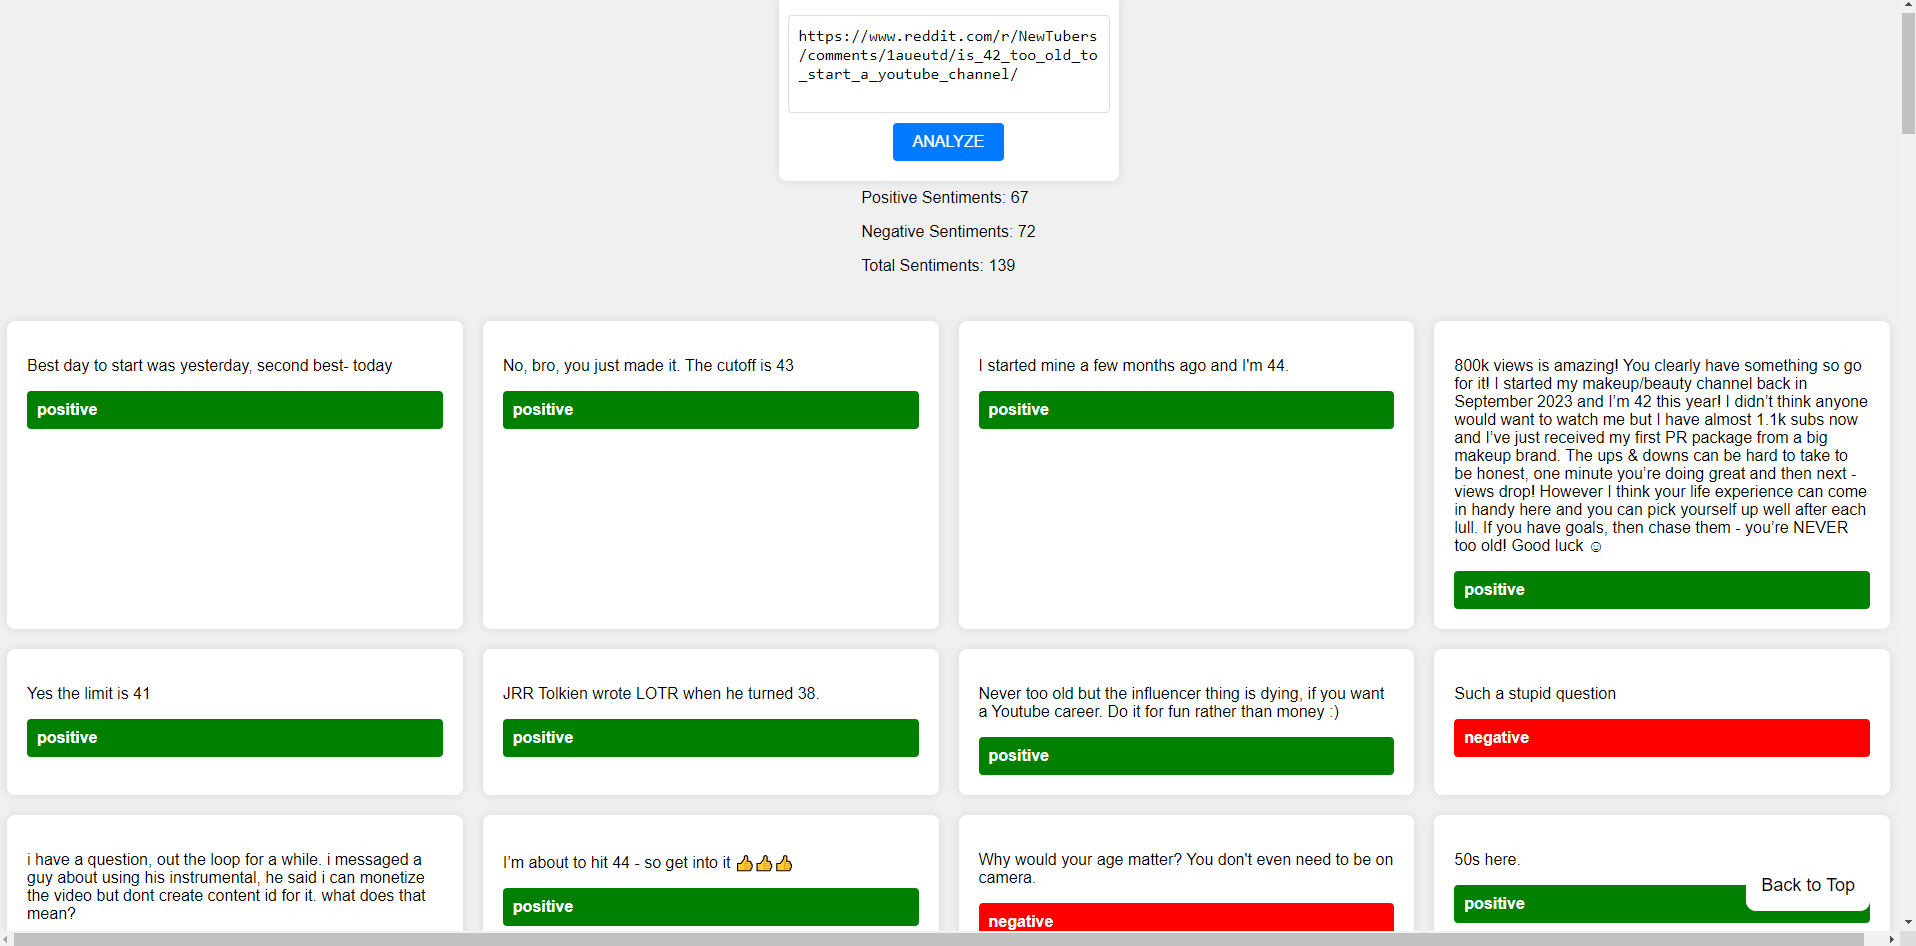 https://www.reddit.com/r/NewTubers
/comments/1aueutd/is_42_too_old_to
_start_a_youtube_channel/
ANALYZE
Positive Sentiments: 67
Negative Sentiments: 72
Total Sentiments: 139
Best day to start was yesterday, second best- today
positive
No, bro, you just made it. The cutoff is 43
positive
I started mine a few months ago and I'm 44.
positive
800k views is amazing! You clearly have something so go
for it! I started my makeup/beauty channel back in
September 2023 and I’m 42 this year! I didn’t think anyone
would want to watch me but I have almost 1.1k subs now
and I’ve just received my first PR package from a big
makeup brand. The ups & downs can be hard to take to
be honest, one minute you’re doing great and then next -
views drop! However I think your life experience can come
in handy here and you can pick yourself up well after each
lull. If you have goals, then chase them - you’re NEVER
too old! Good luck ☺
positive
Yes the limit is 41
positive
JRR Tolkien wrote LOTR when he turned 38.
positive
Never too old but the influencer thing is dying, if you want
a Youtube career. Do it for fun rather than money :)
positive
Such a stupid question
negative
i have a question, out the loop for a while. i messaged a
guy about using his instrumental, he said i can monetize
the video but dont create content id for it. what does that
mean?
I’m about to hit 44 - so get into it 👍👍👍
positive
Why would your age matter? You don't even need to be on
camera.
negative
50s here.
positive
Back to Top